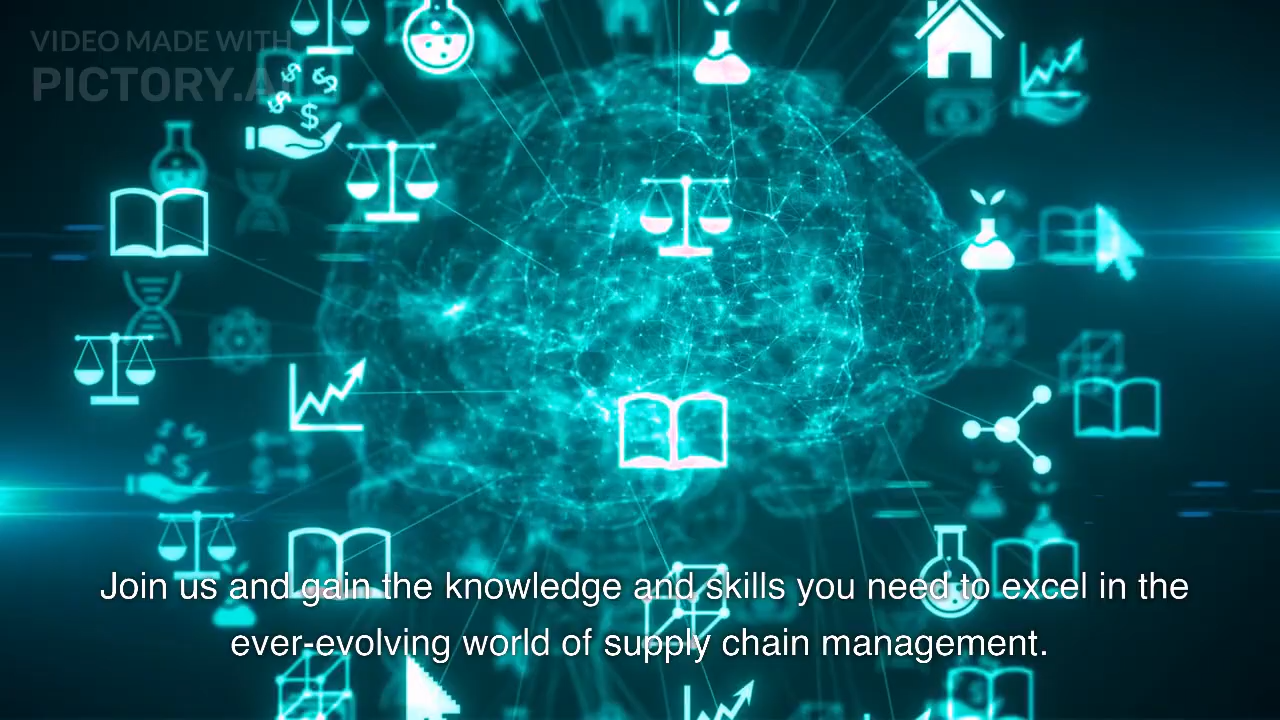 VIDEO MADE WITH
PICTORY.AI
Join us and gain the knowledge and skills you need to excel in the
ever-evolving world of supply chain management.